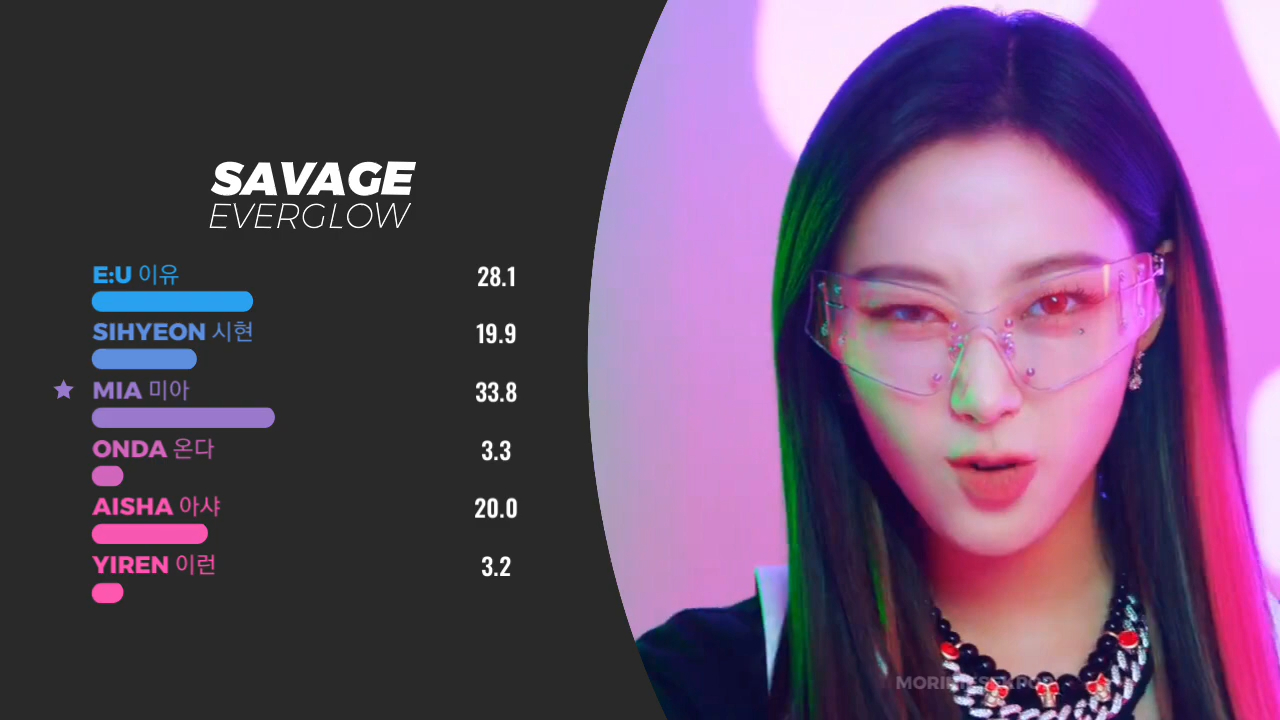 SAVAGE
EVERGLOW
E:U 이유 28.1
SIHYEON 시현 19.9
MIA 미아 33.8
ONDA 온다 3.3
AISHA 아샤 20.0
YIREN 이런 3.2